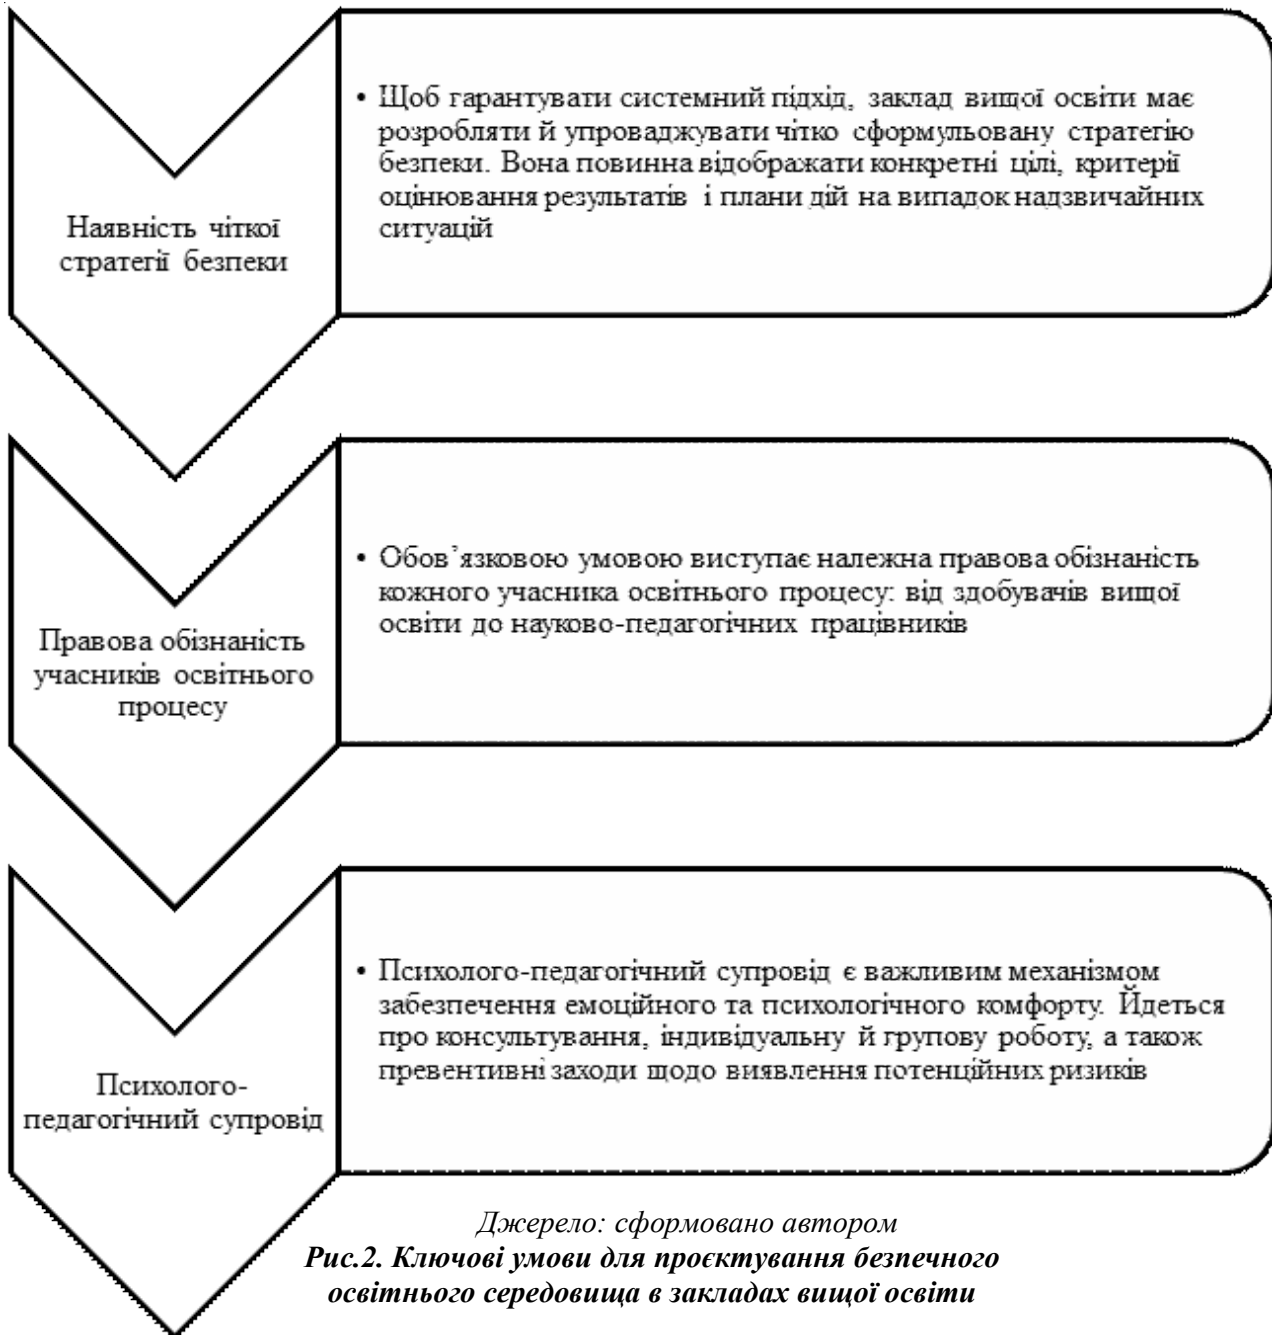 Наявність чіткої
стратегії безпеки
• Щоб гарантувати системний підхід, заклад вищої освіти має
розробляти й упроваджувати чітко сформульовану стратегію
безпеки. Вона повинна відображати конкретні цілі, критерії
оцінювання результатів і плани дій на випадок надзвичайних
ситуацій
Правова обізнаність
учасників освітнього
процесу
• Обов’язковою умовою виступає належна правова обізнаність
кожного учасника освітнього процесу: від здобувачів вищої
освіти до науково-педагогічних працівників
Психолого-
педагогічний супровід
• Психолого-педагогічний супровід є важливим механізмом
забезпечення емоційного та психологічного комфорту. Йдеться
про консультування, індивідуальну й групову роботу, а також
превентивні заходи щодо виявлення потенційних ризиків
Джерело: сформовано автором
Рис.2. Ключові умови для проєктування безпечного
освітнього середовища в закладах вищої освіти